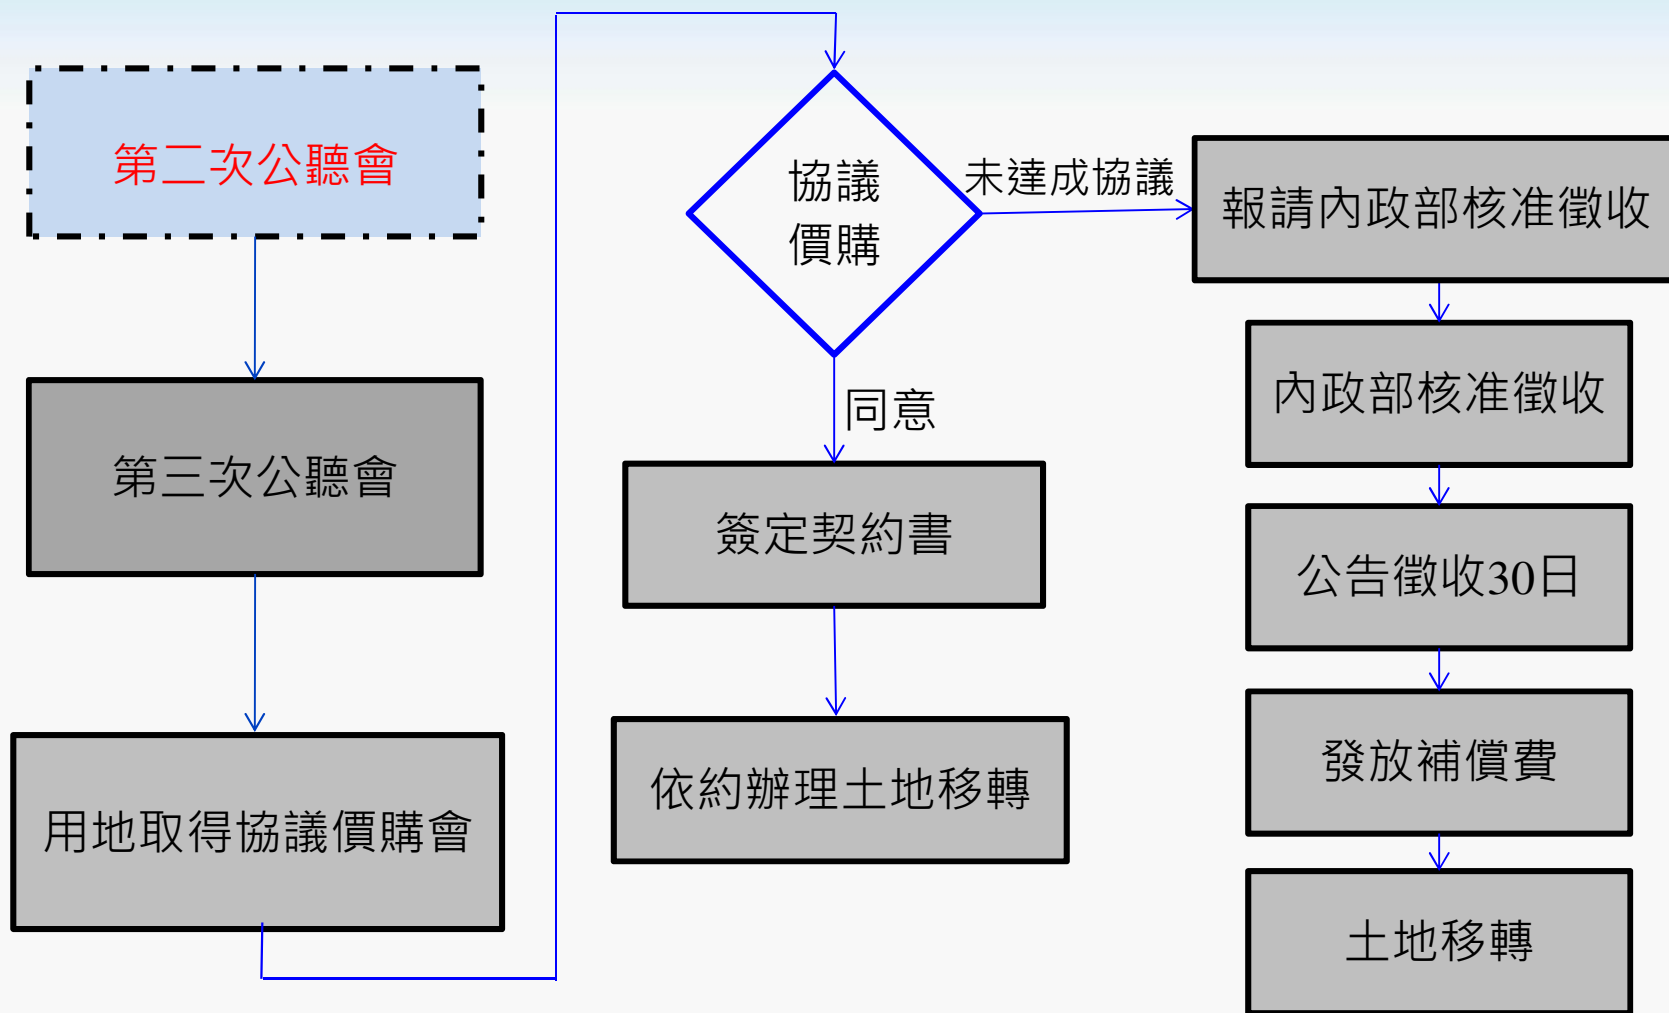 第二次公聽會
第三次公聽會
用地取得協議價購會
協議
價購
未達成協議
同意
簽定契約書
依約辦理土地移轉
報請內政部核准徵收
內政部核准徵收
公告徵收30日
發放補償費
土地移轉